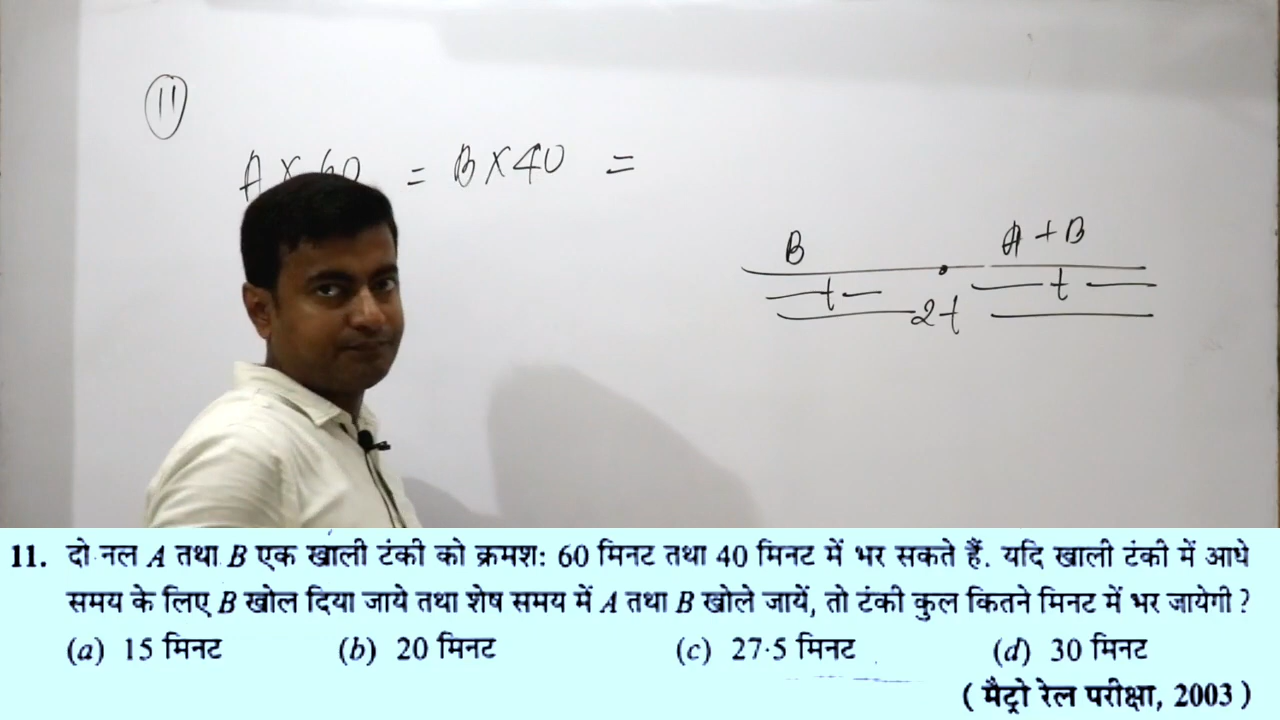 11
A × 60 = B × 40 =
B A + B
t t
2t
11. दो नल A तथा B एक खाली टंकी को क्रमश: 60 मिनट तथा 40 मिनट में भर सकते हैं. यदि खाली टंकी में आधे
समय के लिए B खोल दिया जाये तथा शेष समय में A तथा B खोले जायें, तो टंकी कुल कितने मिनट में भर जायेगी ?
(a) 15 मिनट (b) 20 मिनट (c) 27·5 मिनट (d) 30 मिनट
( मैट्रो रेल परीक्षा, 2003 )